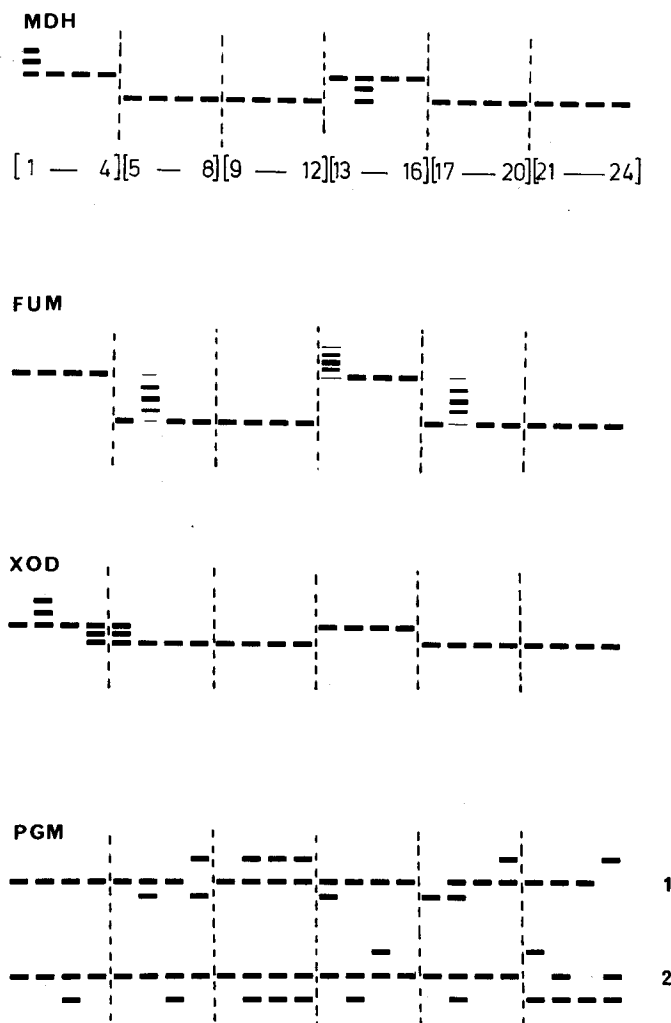 MDH
[1 — 4][5 — 8][9 — 12][13 — 16][17 — 20][21 — 24]
FUM
XOD
PGM
1
2